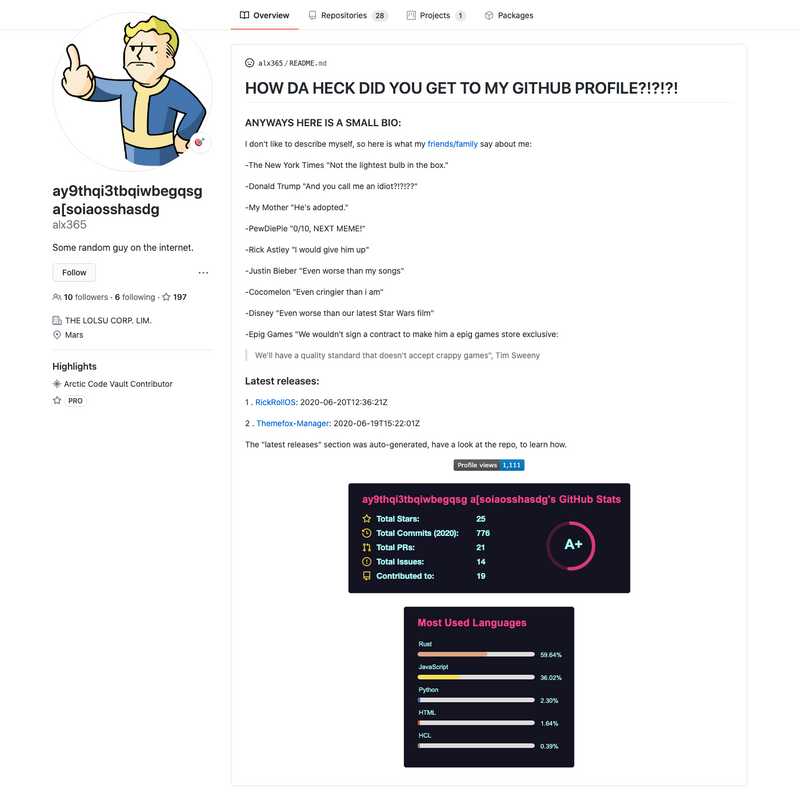 Overview Repositories 28 Projects 1 Packages
ay9thqi3tbqiwbegqsg
a[soiaosshasdg
alx365
Some random guy on the internet.
Follow ...
10 followers · 6 following · 197
THE LOLSU CORP. LIM.
Mars
Highlights
Arctic Code Vault Contributor
PRO
alx365/README.md
HOW DA HECK DID YOU GET TO MY GITHUB PROFILE?!?!?!
ANYWAYS HERE IS A SMALL BIO:
I don't like to describe myself, so here is what my friends/family say about me:
-The New York Times "Not the lightest bulb in the box."
-Donald Trump "And you call me an idiot?!?!??"
-My Mother "He's adopted."
-PewDiePie "0/10, NEXT MEME!"
-Rick Astley "I would give him up"
-Justin Bieber "Even worse than my songs"
-Cocomelon "Even cringier than i am"
-Disney "Even worse than our latest Star Wars film"
-Epig Games "We wouldn't sign a contract to make him a epig games store exclusive:
We'll have a quality standard that doesn't accept crappy games", Tim Sweeny
Latest releases:
1 . RickRollOS: 2020-06-20T12:36:21Z
2 . Themefox-Manager: 2020-06-19T15:22:01Z
The "latest releases" section was auto-generated, have a look at the repo, to learn how.
Profile views 1,111
ay9thqi3tbqiwbegqsg a[soiaosshasdg's GitHub Stats
Total Stars: 25
Total Commits (2020): 776
Total PRs: 21
Total Issues: 14
Contributed to: 19
A+
Most Used Languages
Rust
59.64%
JavaScript
36.02%
Python
2.30%
HTML
1.64%
HCL
0.39%